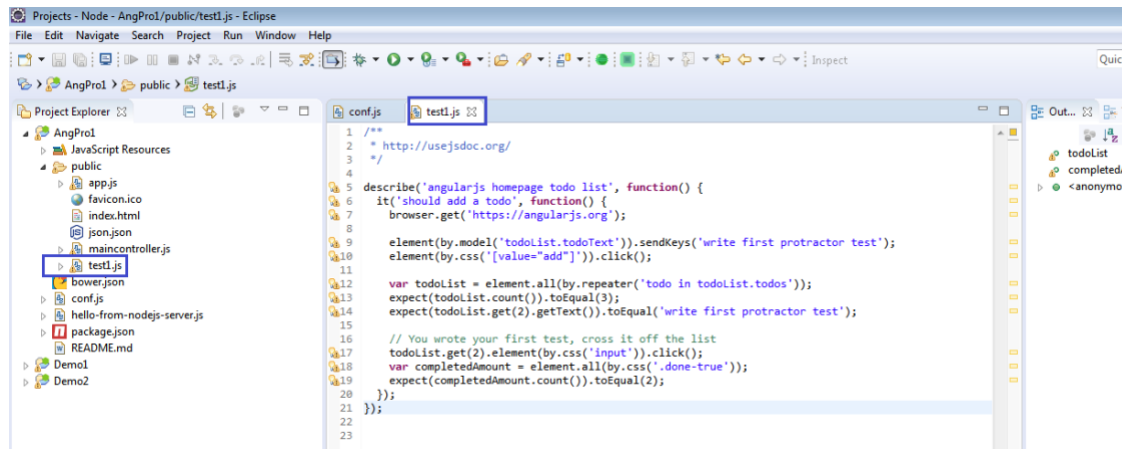 Projects - Node - AngPro1/public/test1.js - Eclipse
File Edit Navigate Search Project Run Window Help
Inspect
Quic
AngPro1 public test1.js
Project Explorer
conf.js test1.js
Out...
AngPro1
JavaScript Resources
public
app.js
favicon.ico
index.html
json.json
maincontroller.js
test1.js
bower.json
conf.js
hello-from-nodejs-server.js
package.json
README.md
Demo1
Demo2
1 /**
2 * http://usejsdoc.org/
3 */
4
5 describe('angularjs homepage todo list', function() {
6 it('should add a todo', function() {
7 browser.get('https://angularjs.org');
8
9 element(by.model('todoList.todoText')).sendKeys('write first protractor test');
10 element(by.css('[value="add"]')).click();
11
12 var todoList = element.all(by.repeater('todo in todoList.todos'));
13 expect(todoList.count()).toEqual(3);
14 expect(todoList.get(2).getText()).toEqual('write first protractor test');
15
16 // You wrote your first test, cross it off the list
17 todoList.get(2).element(by.css('input')).click();
18 var completedAmount = element.all(by.css('.done-true'));
19 expect(completedAmount.count()).toEqual(2);
20 });
21 });
22
23
todoList
completed
<anonymo